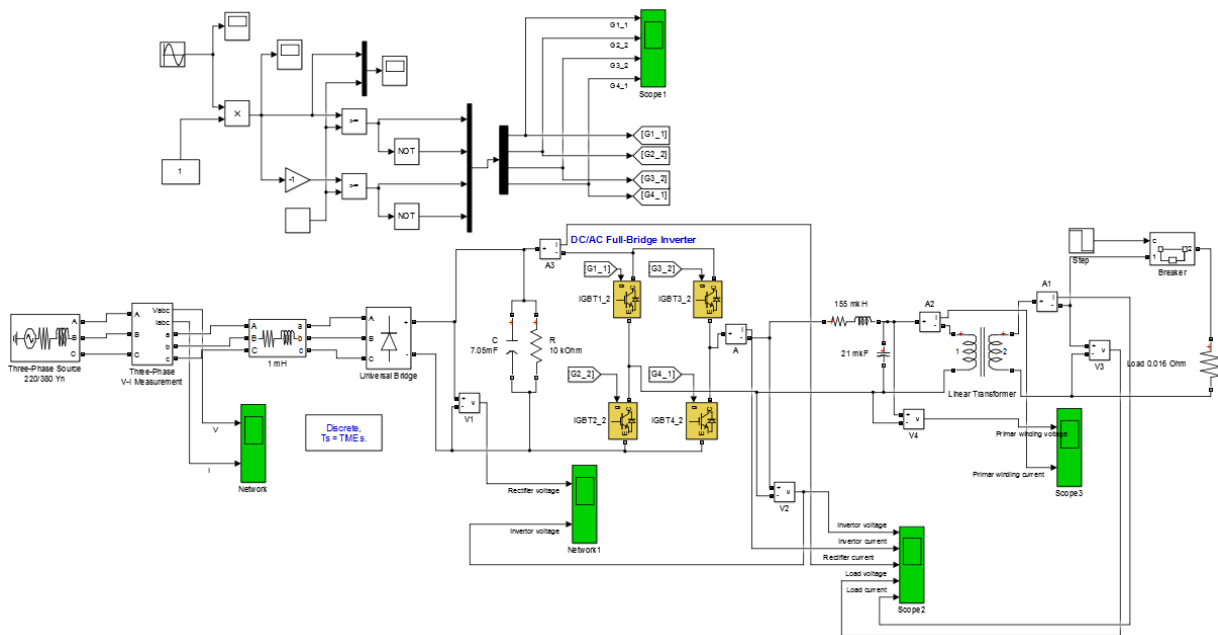 G1_1
G2_2
G3_2
G4_1
Scope1
×
1
-1
NOT
NOT
[G1_1]
[G2_2]
[G3_2]
[G4_1]
DC/AC Full-Bridge Inverter
A3
G1_1]
G3_2]
IGBT1_2
IGBT3_2
G2_2]
G4_1]
IGBT2_2
IGBT4_2
A
B
C
Three-Phase Source
220/380 Yn
A
B
C
Vabc
Iabc
a
b
c
Three-Phase
V-I Measurement
A
B
C
a
b
c
1 mH
A
B
C
+
-
Universal Bridge
C
7.05mF
R
10 kOhm
V1
Discrete,
Ts = TMEs.
V
I
Network
Rectifier voltage
Invertor voltage
Network1
A
V2
155 mkH
21 mkF
A2
1
2
Linear Transformer
A1
Step
c
1
2
Breaker
V3
Load 0.016 Ohm
V4
Primar winding voltage
Primar winding current
Scope3
Invertor voltage
Invertor current
Rectifier current
Load voltage
Load current
Scope2